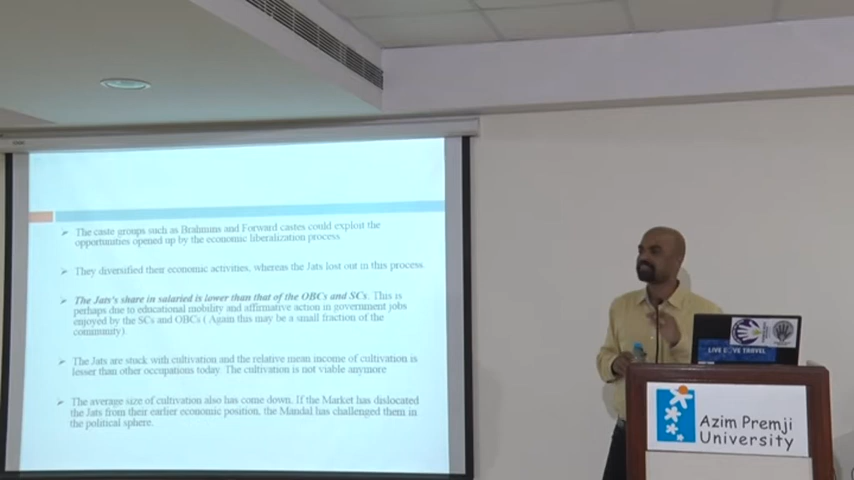 The caste groups such as Brahmins and Forward castes could exploit the
opportunities opened up by the economic liberalization process
They diversified their economic activities, whereas the Jats lost out in this process.
The Jats's share in salaried is lower than that of the OBCs and SCs. This is
perhaps due to educational mobility and affirmative action in government jobs
enjoyed by the SCs and OBCs ( Again this may be a small fraction of the
community)
The Jats are stuck with cultivation and the relative mean income of cultivation is
lesser than other occupations today. The cultivation is not viable anymore
The average size of cultivation also has come down. If the Market has dislocated
the Jats from their earlier economic position, the Mandal has challenged them in
the political sphere.
LIVE LOVE TRAVEL
Azim Premji
University